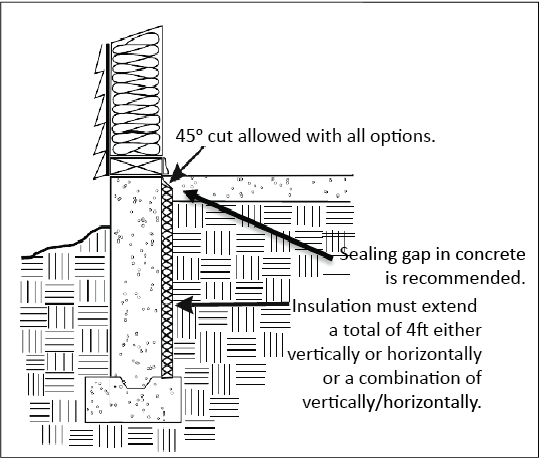 45º cut allowed with all options.
Sealing gap in concrete
is recommended.
Insulation must extend
a total of 4ft either
vertically or horizontally
or a combination of
vertically/horizontally.